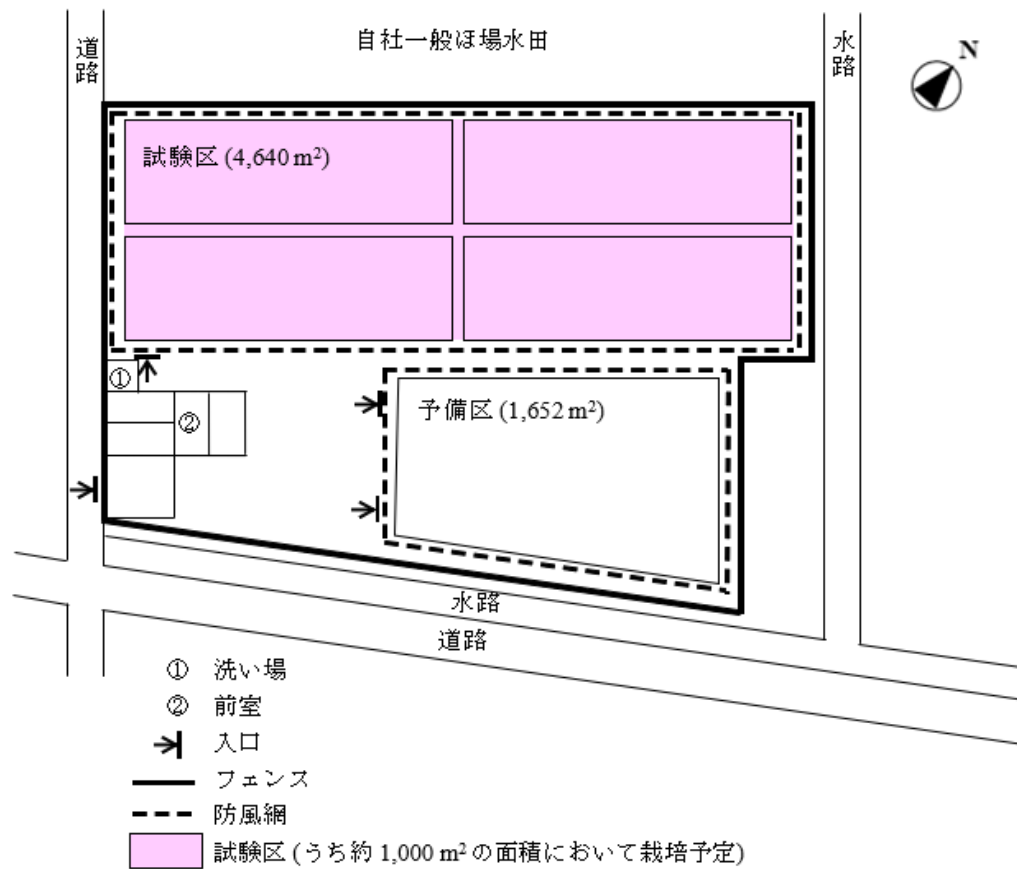 自社一般ほ場水田
道路
水路
N
試験区 (4,640 m²)
①
②
予備区 (1,652 m²)
水路
道路
① 洗い場
② 前室
入口
フェンス
防風網
試験区 (うち約 1,000 m² の面積において栽培予定)